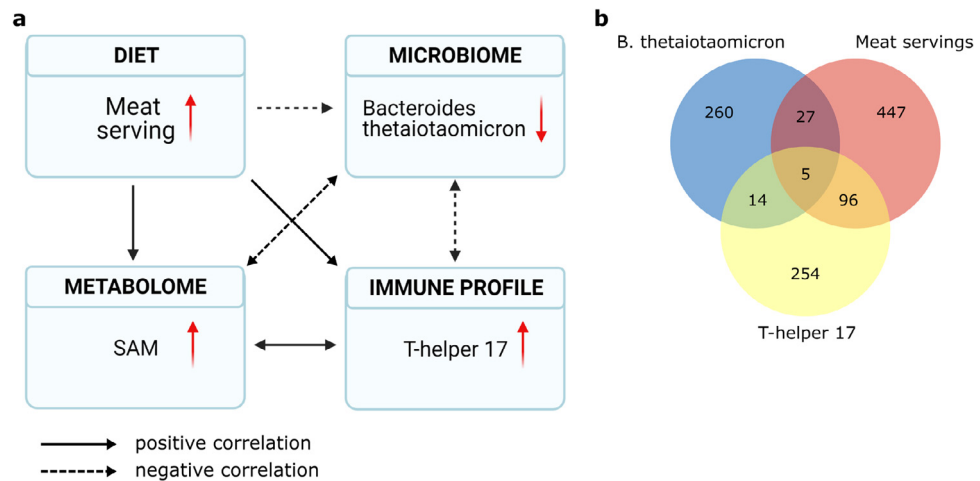 a
DIET
Meat
serving
MICROBIOME
Bacteroides
thetaiotaomicron
METABOLOME
SAM
IMMUNE PROFILE
T-helper 17
positive correlation
negative correlation
b
B. thetaiotaomicron
Meat servings
260
27
447
5
14
96
254
T-helper 17